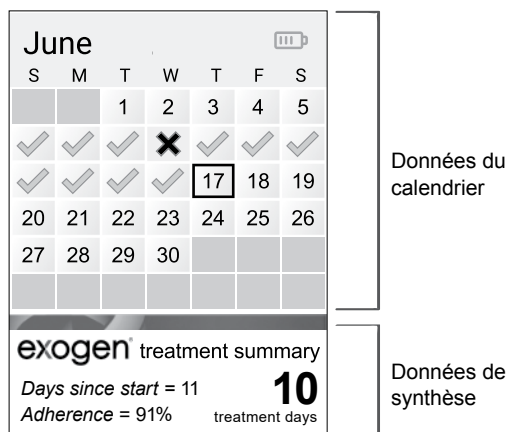 June
S M T W T F S
1 2 3 4 5
17 18 19
20 21 22 23 24 25 26
27 28 29 30
Données du
calendrier
exogen treatment summary
Days since start = 11
Adherence = 91%
10
treatment days
Données de
synthèse